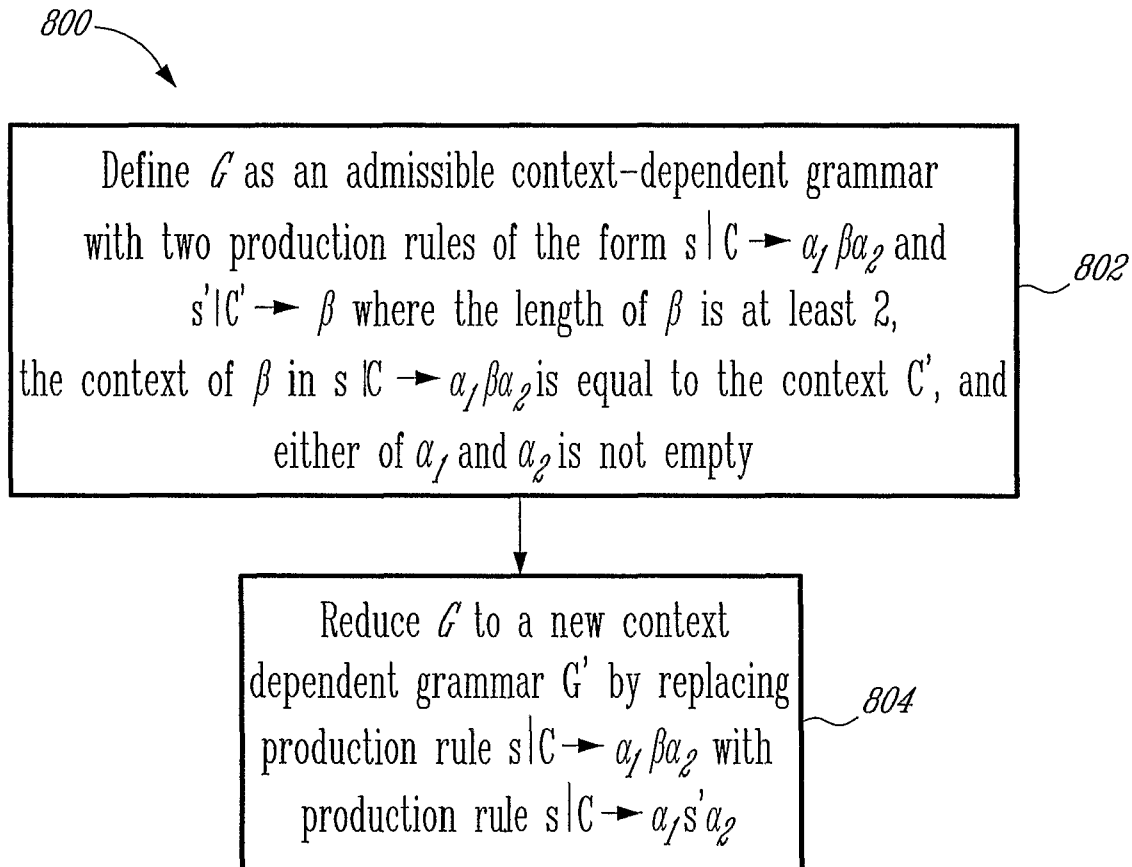 800
Define G as an admissible context-dependent grammar
with two production rules of the form s|C → α₁βα₂ and
s'|C' → β where the length of β is at least 2,
the context of β in s|C → α₁βα₂ is equal to the context C', and
either of α₁ and α₂ is not empty
802
Reduce G to a new context
dependent grammar G' by replacing
production rule s|C → α₁βα₂ with
production rule s|C → α₁s'α₂
804